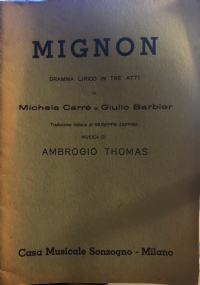 MIGNON
DRAMMA LIRICO IN TRE ATTI
DI
Michele Carré e Giulio Barbier
Traduzione italiana di GIUSEPPE ZAFFIRA
MUSICA DI
AMBROGIO THOMAS
Casa Musicale Sonzogno - Milano